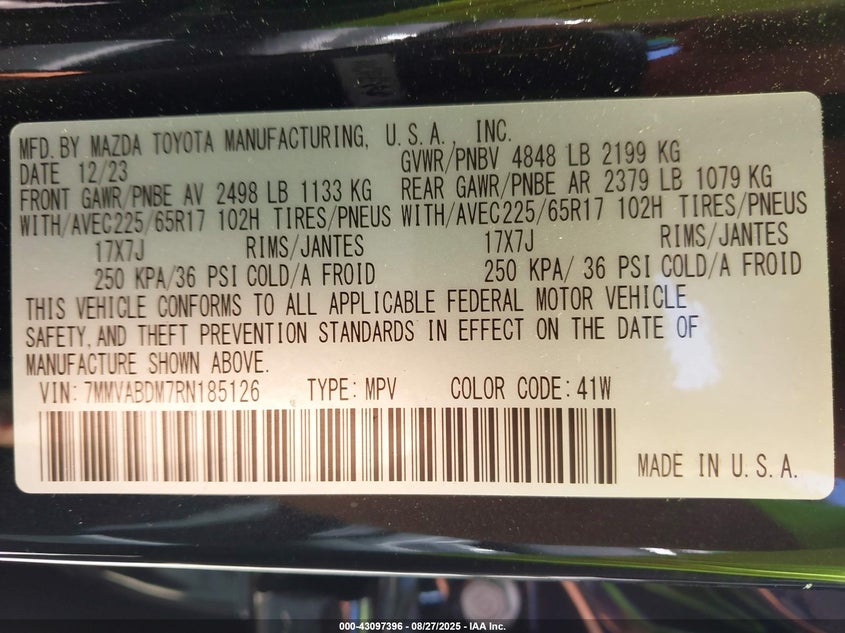 MFD. BY MAZDA TOYOTA MANUFACTURING, U.S.A., INC.
DATE 12/23 GVWR/PNBV 4848 LB 2199 KG
FRONT GAWR/PNBE AV 2498 LB 1133 KG REAR GAWR/PNBE AR 2379 LB 1079 KG
WITH/AVEC225/65R17 102H TIRES/PNEUS WITH/AVEC225/65R17 102H TIRES/PNEUS
17X7J RIMS/JANTES 17X7J RIMS/JANTES
250 KPA/36 PSI COLD/A FROID 250 KPA/ 36 PSI COLD/A FROID
THIS VEHICLE CONFORMS TO ALL APPLICABLE FEDERAL MOTOR VEHICLE
SAFETY, AND THEFT PREVENTION STANDARDS IN EFFECT ON THE DATE OF
MANUFACTURE SHOWN ABOVE.
VIN: 7MMVABDM7RN185126 TYPE: MPV COLOR CODE: 41W
MADE IN U.S.A.
000-43097396 - 08/27/2025 - IAA Inc.